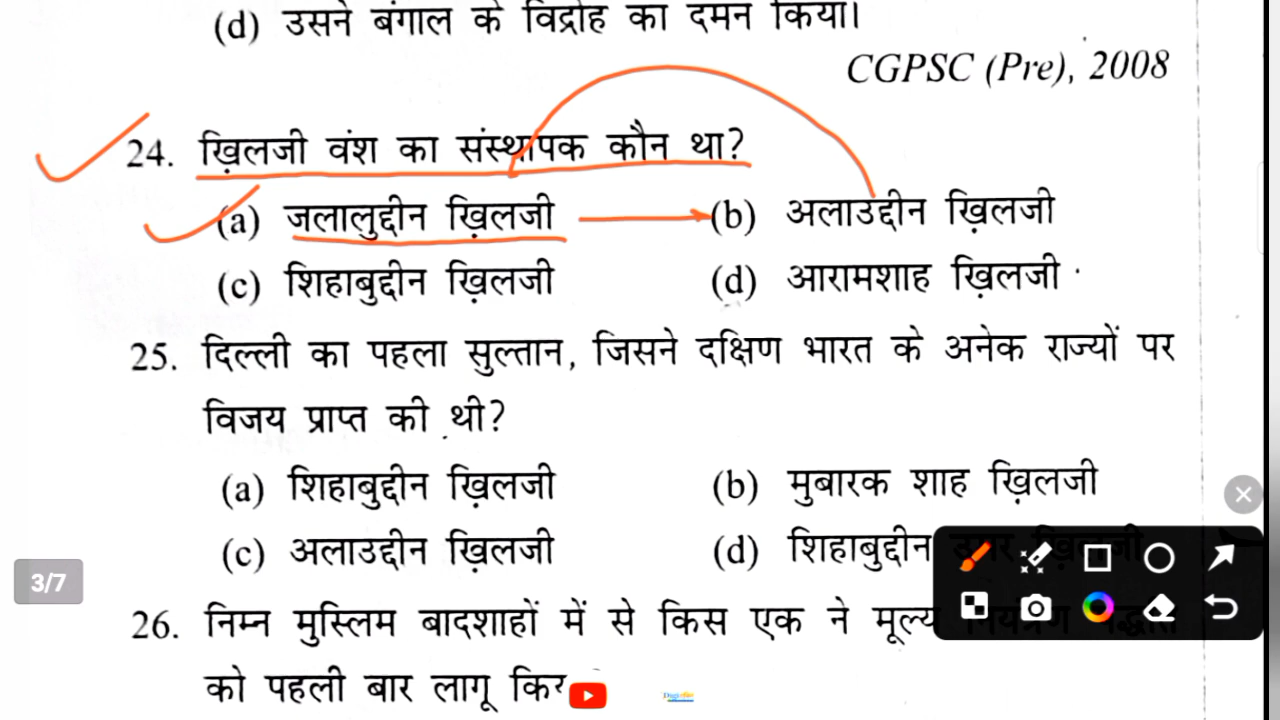 (d) उसने बंगाल के विद्रोह का दमन किया।
CGPSC (Pre), 2008
24. ख़िलजी वंश का संस्थापक कौन था?
(a) जलालुद्दीन ख़िलजी (b) अलाउद्दीन ख़िलजी
(c) शिहाबुद्दीन ख़िलजी (d) आरामशाह ख़िलजी
25. दिल्ली का पहला सुल्तान, जिसने दक्षिण भारत के अनेक राज्यों पर
विजय प्राप्त की थी?
(a) शिहाबुद्दीन ख़िलजी (b) मुबारक शाह ख़िलजी
(c) अलाउद्दीन ख़िलजी (d) शिहाबुद्दीन
3/7
26. निम्न मुस्लिम बादशाहों में से किस एक ने मूल्य
को पहली बार लागू